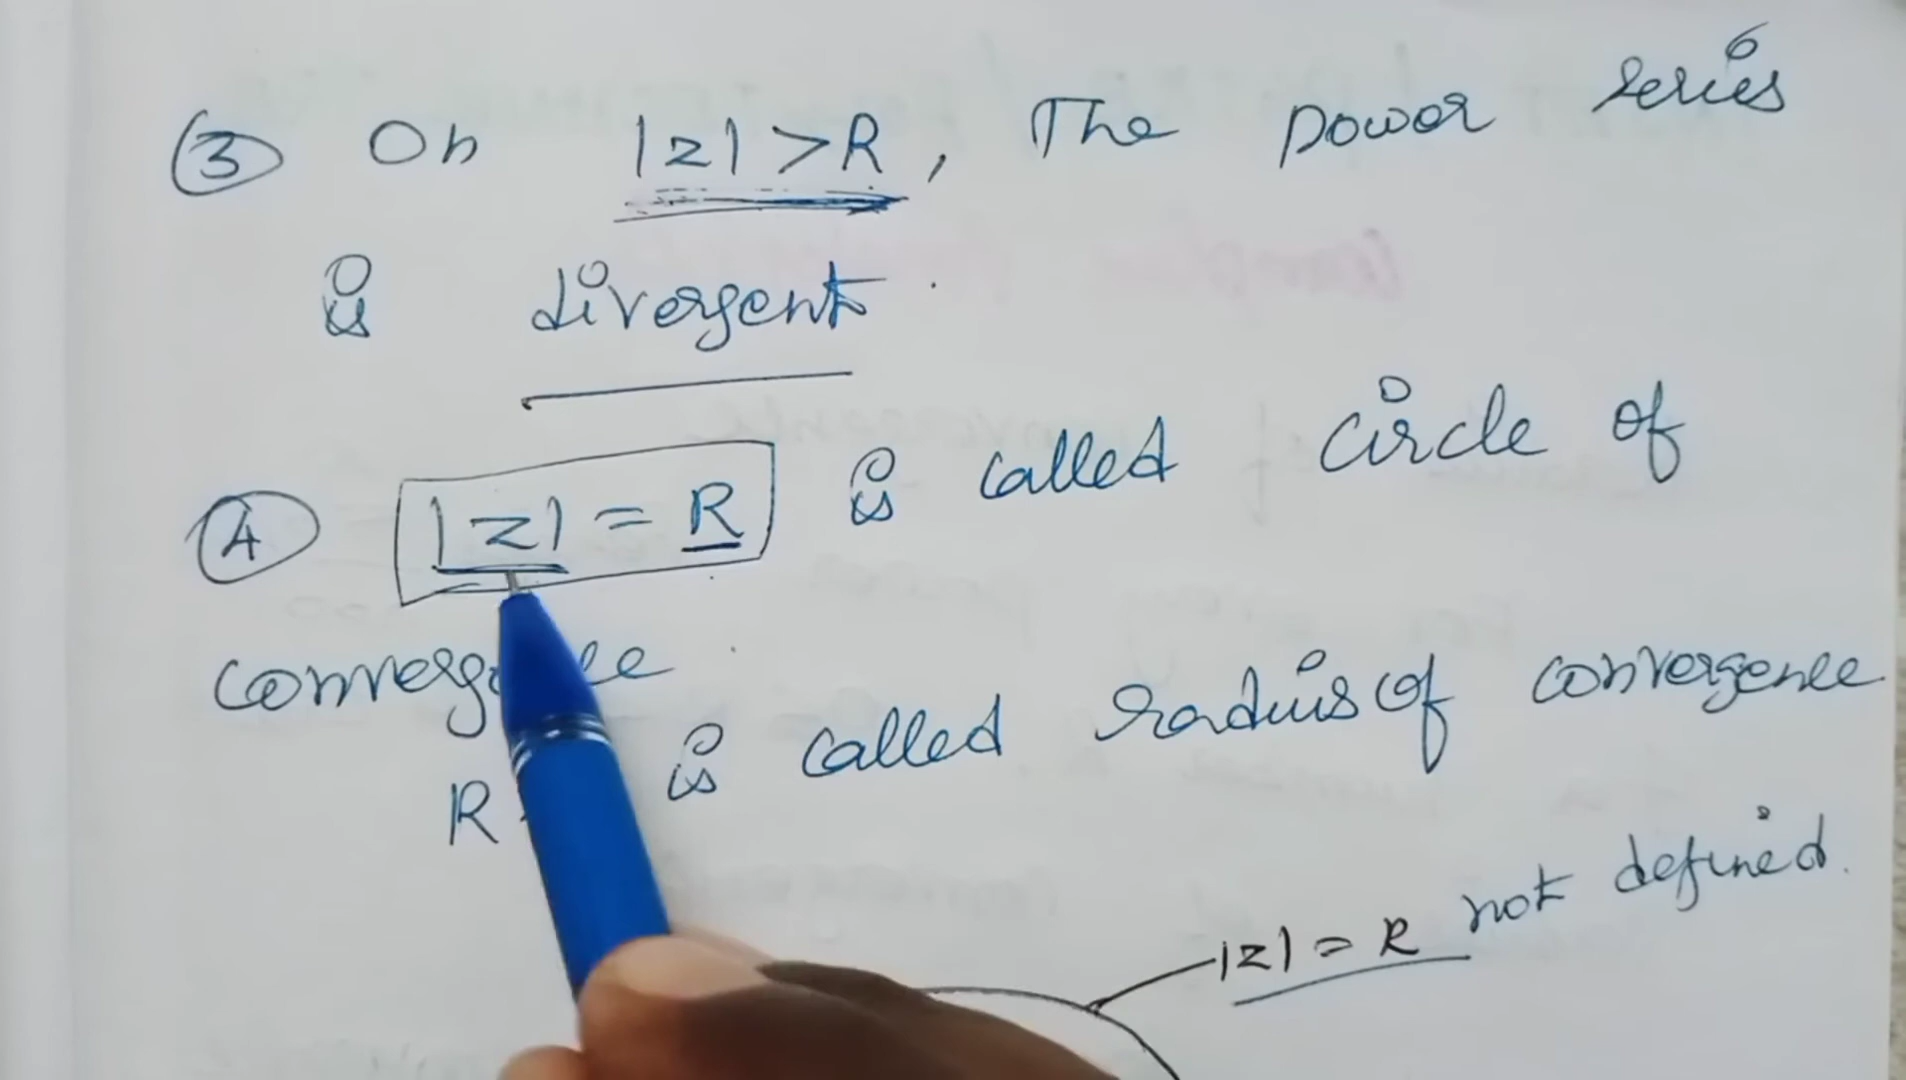 ③ On |z| > R, The power series
is divergent.
④ |z| = R is called circle of
convergence.
R is called radius of convergence
|z| = R not defined.